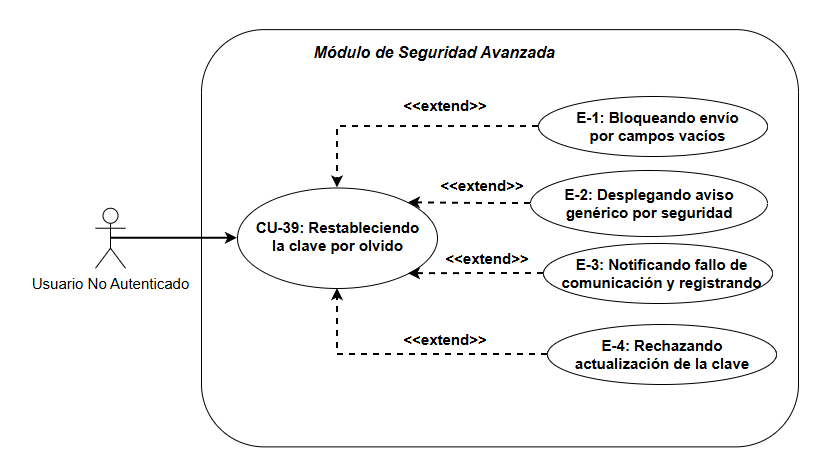 Módulo de Seguridad Avanzada
<<extend>>
E-1: Bloqueando envío
por campos vacíos
<<extend>>
E-2: Desplegando aviso
genérico por seguridad
CU-39: Restableciendo
la clave por olvido
Usuario No Autenticado
<<extend>>
E-3: Notificando fallo de
comunicación y registrando
<<extend>>
E-4: Rechazando
actualización de la clave